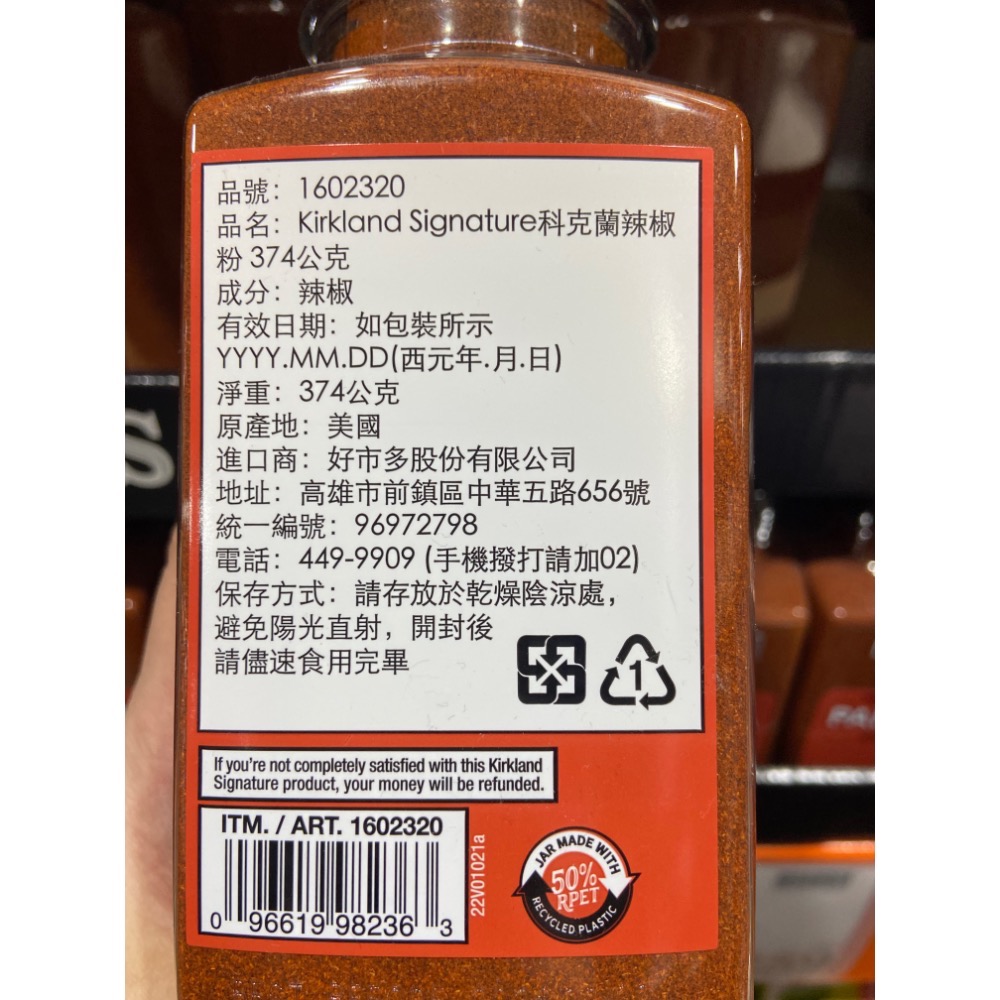 品號：1602320
品名：Kirkland Signature科克蘭辣椒
粉 374公克
成分：辣椒
有效日期：如包裝所示
YYYY.MM.DD(西元年.月.日)
淨重：374公克
原產地：美國
進口商：好市多股份有限公司
地址：高雄市前鎮區中華五路656號
統一編號：96972798
電話：449-9909 (手機撥打請加02)
保存方式：請存放於乾燥陰涼處，
避免陽光直射，開封後
請儘速食用完畢
1
If you're not completely satisfied with this Kirkland
Signature product, your money will be refunded.
ITM. / ART. 1602320
0 96619 98236 3
22V01021a
JAR MADE WITH
50%
RPET
RECYCLED PLASTIC